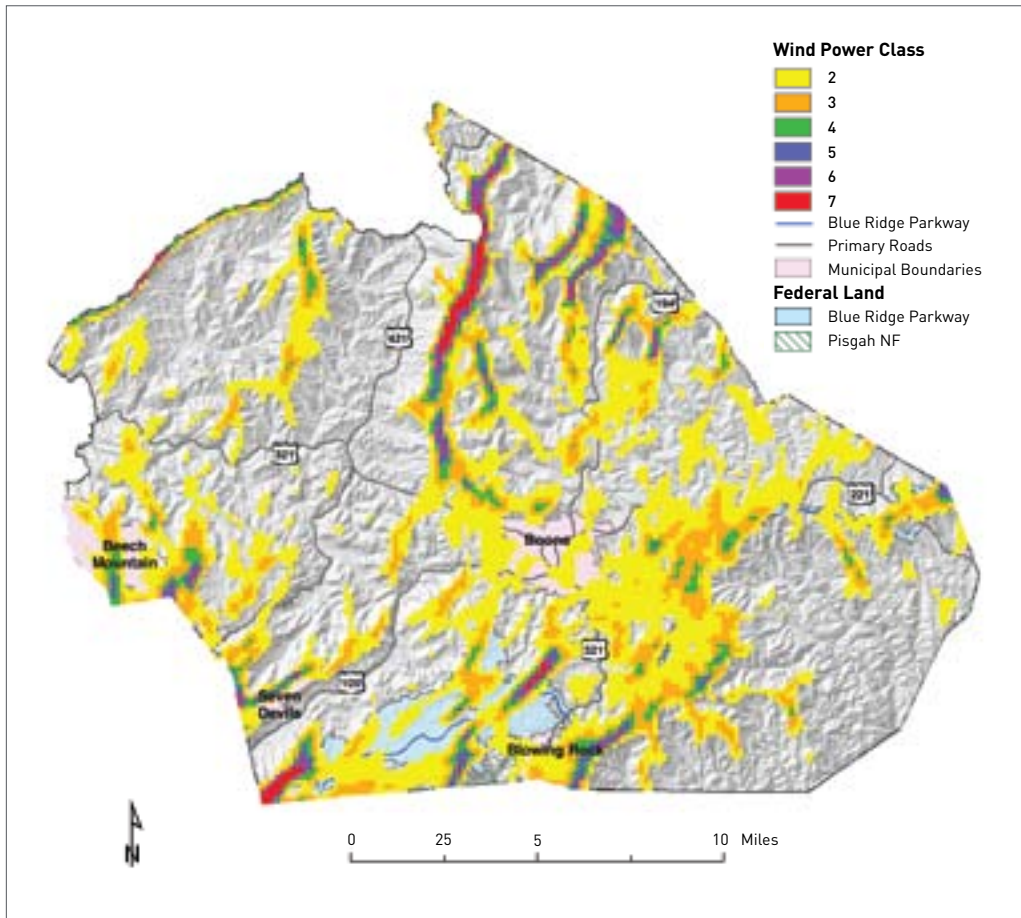 Wind Power Class
2
3
4
5
6
7
Blue Ridge Parkway
Primary Roads
Municipal Boundaries
Federal Land
Blue Ridge Parkway
Pisgah NF
194
421
321
221
Beech
Mountain
Boone
321
Seven
Devils
Blowing Rock
N
0 25 5 10 Miles